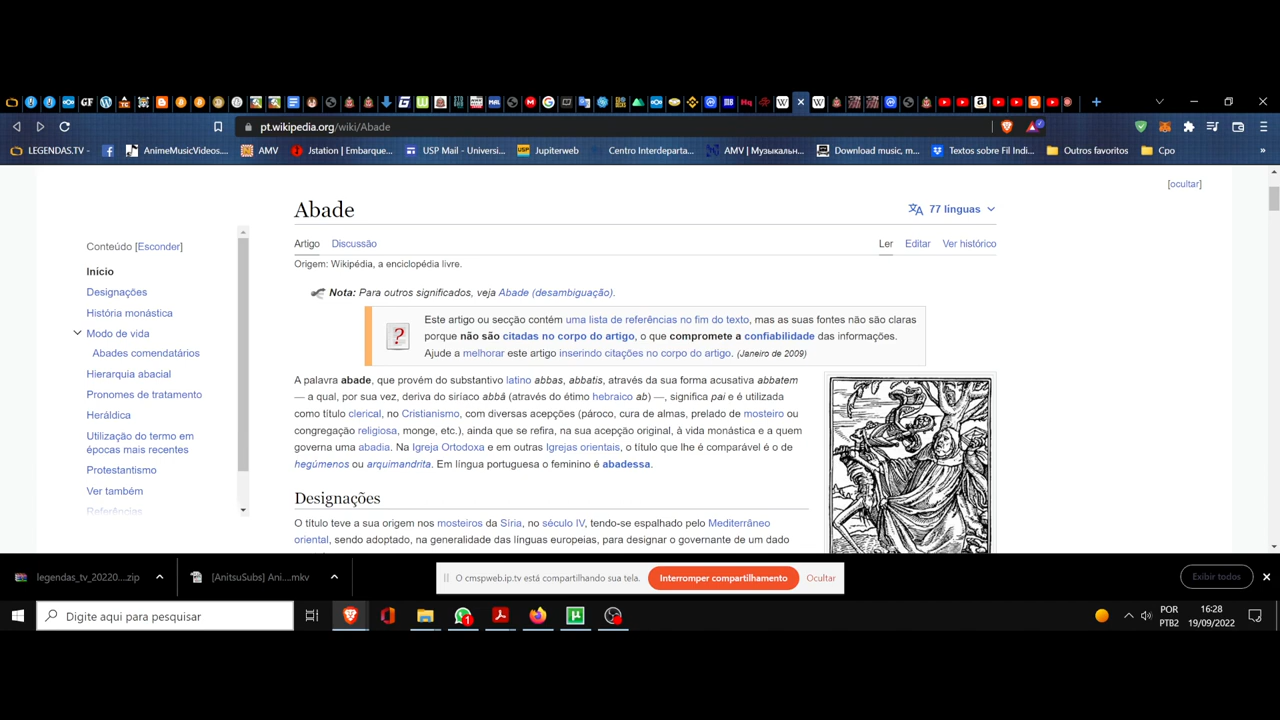 pt.wikipedia.org/wiki/Abade
LEGENDAS.TV - AnimeMusicVideos... AMV Jstation | Embarque... USP Mail - Universi... Jupiterweb Centro Interdeparta... AMV | Музыкальн... Download music, m... Textos sobre Fil Indi... Outros favoritos Cpo »
[ocultar]
Abade
77 línguas
Conteúdo [Esconder]
Início
Designações
História monástica
Modo de vida
Abades comendatários
Hierarquia abacial
Pronomes de tratamento
Heráldica
Utilização do termo em
épocas mais recentes
Protestantismo
Ver também
Referências
Artigo Discussão Ler Editar Ver histórico
Origem: Wikipédia, a enciclopédia livre.
Nota: Para outros significados, veja Abade (desambiguação).
Este artigo ou secção contém uma lista de referências no fim do texto, mas as suas fontes não são claras
porque não são citadas no corpo do artigo, o que compromete a confiabilidade das informações.
Ajude a melhorar este artigo inserindo citações no corpo do artigo. (Janeiro de 2009)
A palavra abade, que provém do substantivo latino abbas, abbatis, através da sua forma acusativa abbatem
— a qual, por sua vez, deriva do siríaco abbâ (através do étimo hebraico ab) —, significa pai e é utilizada
como título clerical, no Cristianismo, com diversas acepções (pároco, cura de almas, prelado de mosteiro ou
congregação religiosa, monge, etc.), ainda que se refira, na sua acepção original, à vida monástica e a quem
governa uma abadia. Na Igreja Ortodoxa e em outras Igrejas orientais, o título que lhe é comparável é o de
hegúmenos ou arquimandrita. Em língua portuguesa o feminino é abadessa.
Designações
O título teve a sua origem nos mosteiros da Síria, no século IV, tendo-se espalhado pelo Mediterrâneo
oriental, sendo adoptado, na generalidade das línguas europeias, para designar o governante de um dado
legendas_tv_20220....zip [AnitsuSubs] Ani....mkv
O cmspweb.ip.tv está compartilhando sua tela. Interromper compartilhamento Ocultar
Exibir todos
Digite aqui para pesquisar
POR
PTB2
16:28
19/09/2022